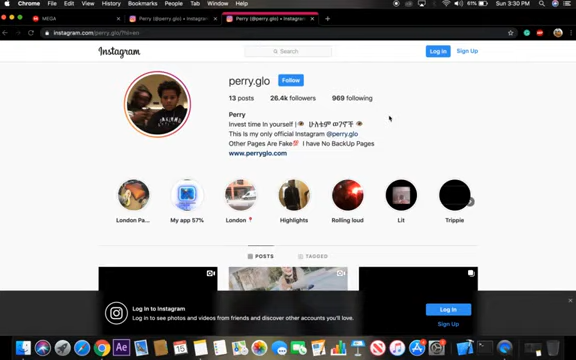 Chrome File Edit View History Bookmarks People Tab Window Help
61% Sun 3:30 PM
MEGA
Perry (@perry.glo) • Instagram
Perry (@perry.glo) • Instagram
instagram.com/perry.glo/?hl=en
Instagram
Search
Log In
Sign Up
perry.glo
Follow
13 posts 26.4k followers 969 following
Perry
Invest time In yourself |
This Is my only official Instagram @perry.glo
Other Pages Are Fake💯 I have No BackUp Pages
www.perryglo.com
London Pa...
My app 57%
London📍
Highlights
Rolling loud
Lit
Trippie
POSTS
TAGGED
Log In to Instagram
Log in to see photos and videos from friends and discover other accounts you'll love.
Log In
Sign Up